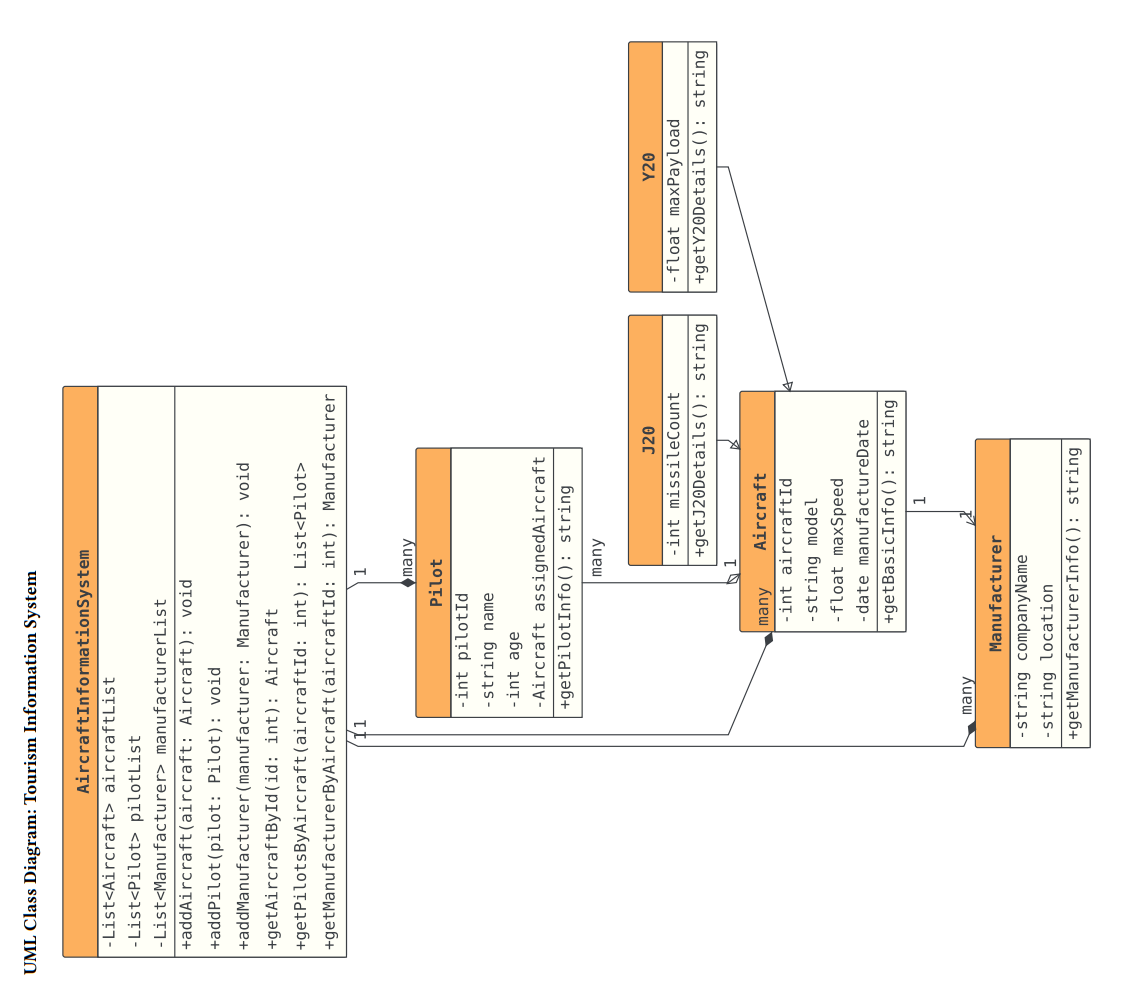 UML Class Diagram: Tourism Information System
AircraftInformationSystem
-List<Aircraft> aircraftList
-List<Pilot> pilotList
-List<Manufacturer> manufacturerList
+addAircraft(aircraft: Aircraft): void
+addPilot(pilot: Pilot): void
+addManufacturer(manufacturer: Manufacturer): void
+getAircraftById(id: int): Aircraft
+getPilotsByAircraft(aircraftId: int): List<Pilot>
+getManufacturerByAircraft(aircraftId: int): Manufacturer
1
1
1
many
Pilot
-int pilotId
-string name
-int age
-Aircraft assignedAircraft
+getPilotInfo(): string
many
J20
-int missileCount
+getJ20Details(): string
Y20
-float maxPayload
+getY20Details(): string
1
many
Aircraft
-int aircraftId
-string model
-float maxSpeed
-date manufactureDate
+getBasicInfo(): string
1
1
many
Manufacturer
-string companyName
-string location
+getManufacturerInfo(): string